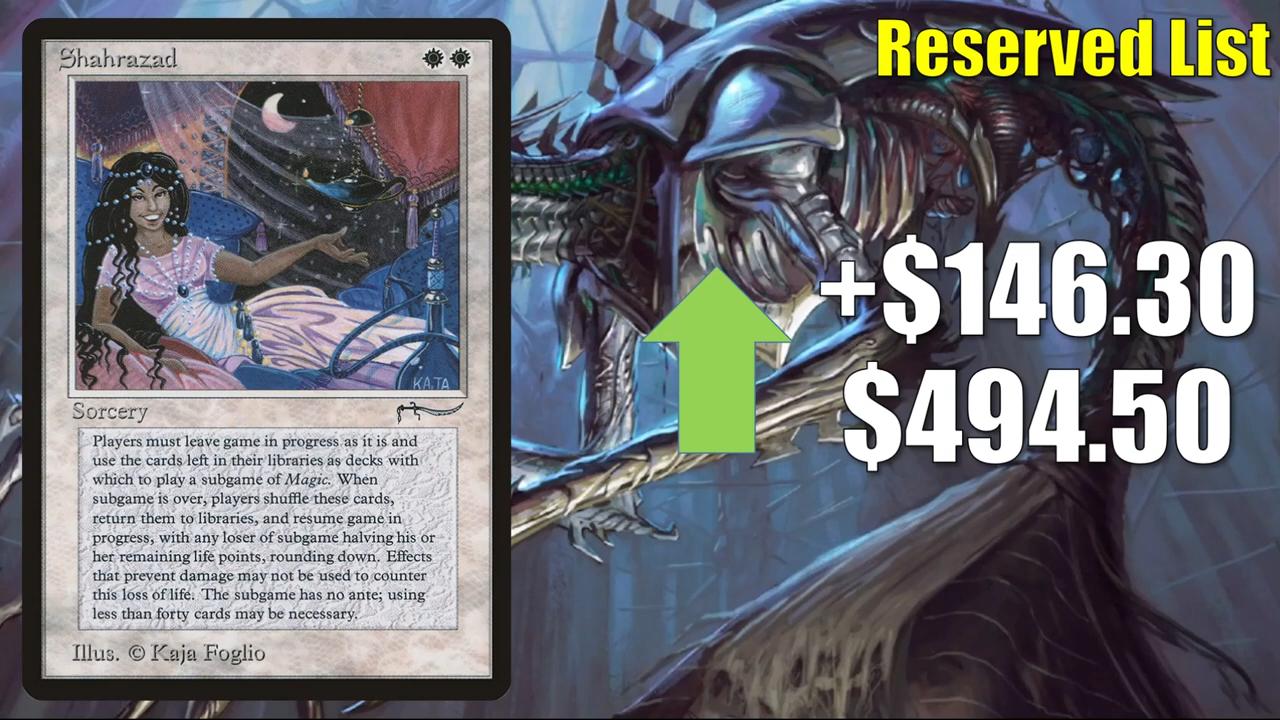 Shahrazad
KA.TA
Sorcery
Players must leave game in progress as it is and
use the cards left in their libraries as decks with
which to play a subgame of Magic. When
subgame is over, players shuffle these cards,
return them to libraries, and resume game in
progress, with any loser of subgame halving his or
her remaining life points, rounding down. Effects
that prevent damage may not be used to counter
this loss of life. The subgame has no ante; using
less than forty cards may be necessary.
Illus. © Kaja Foglio
Reserved List
+$146.30
$494.50